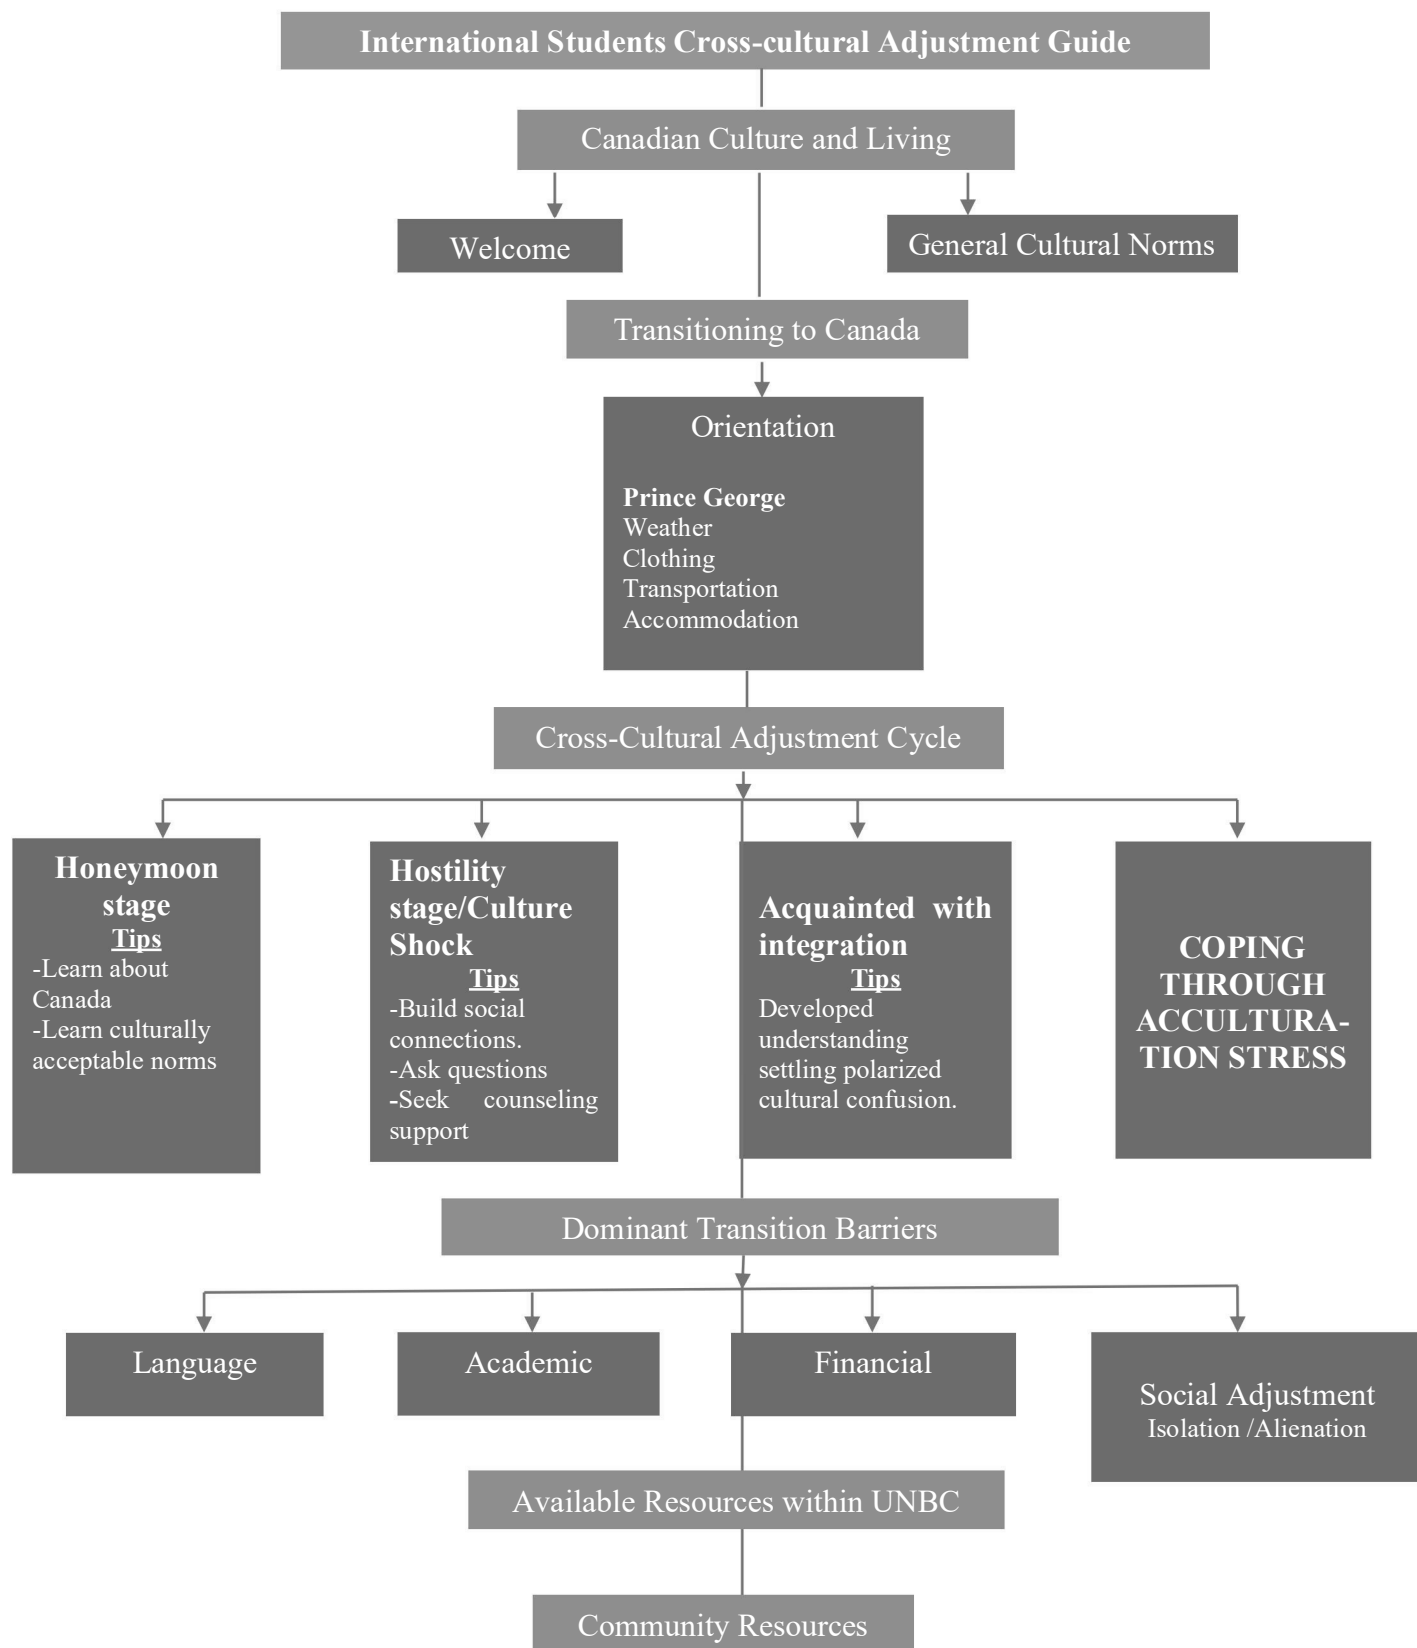 International Students Cross-cultural Adjustment Guide
Canadian Culture and Living
Welcome
General Cultural Norms
Transitioning to Canada
Orientation
Prince George
Weather
Clothing
Transportation
Accommodation
Cross-Cultural Adjustment Cycle
Honeymoon
stage
Tips
-Learn about
Canada
-Learn culturally
acceptable norms
Hostility
stage/Culture
Shock
Tips
-Build social
connections.
-Ask questions
-Seek counseling
support
Acquainted with
integration
Tips
Developed
understanding
settling polarized
cultural confusion.
COPING
THROUGH
ACCULTURA-
TION STRESS
Dominant Transition Barriers
Language
Academic
Financial
Social Adjustment
Isolation /Alienation
Available Resources within UNBC
Community Resources